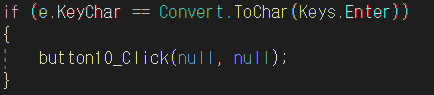 if (e.KeyChar == Convert.ToChar(Keys.Enter))
{
    button10_Click(null, null);
}